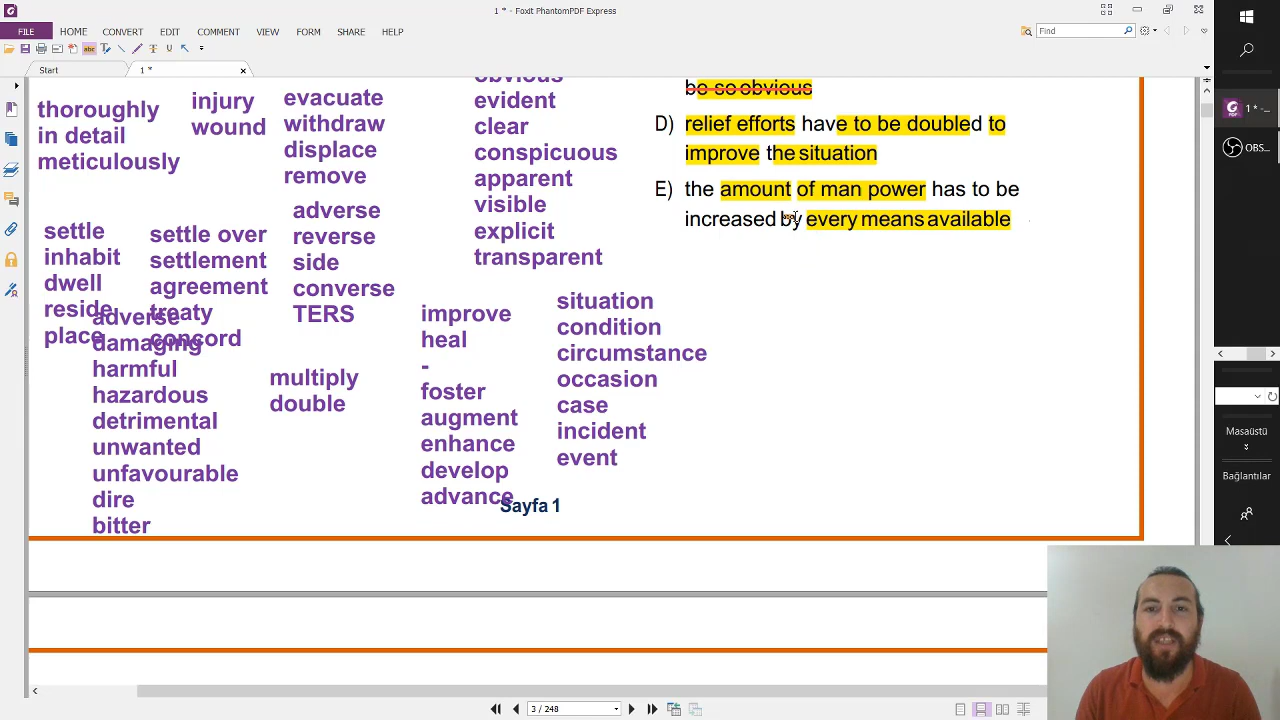 1 * - Foxit PhantomPDF Express
FILE HOME CONVERT EDIT COMMENT VIEW FORM SHARE HELP
Find
Start
1 *
thoroughly
in detail
meticulously
injury
wound
evacuate
withdraw
displace
remove
obvious
evident
clear
conspicuous
apparent
visible
explicit
transparent
be so obvious
D) relief efforts have to be doubled to
improve the situation
E) the amount of man power has to be
increased by every means available
settle
inhabit
dwell
reside
place
settle over
settlement
agreement
treaty
concord
adverse
reverse
side
converse
TERS
adverse
damaging
harmful
hazardous
detrimental
unwanted
unfavourable
dire
bitter
multiply
double
improve
heal
-
foster
augment
enhance
develop
advance
situation
condition
circumstance
occasion
case
incident
event
Sayfa 1
3 / 248
1 * - ...
OBS...
Masaüstü
Bağlantılar